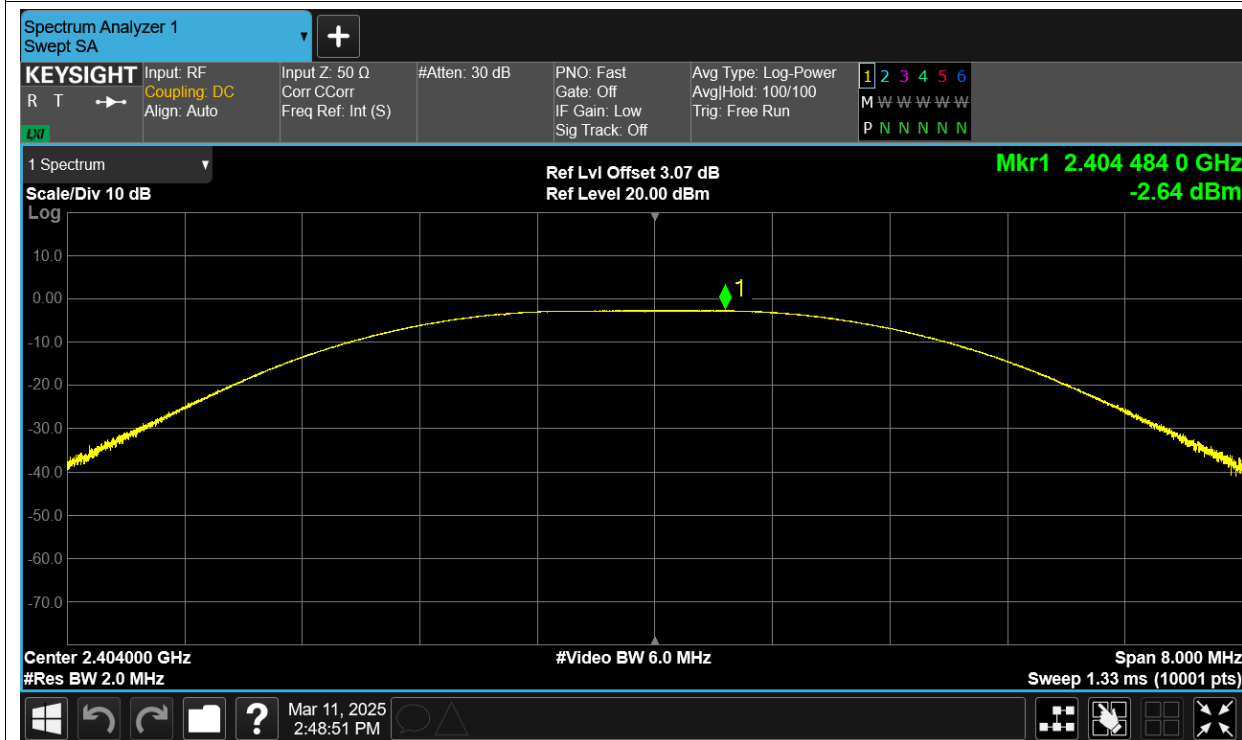 Spectrum Analyzer 1
Swept SA
+
KEYSIGHT
R T
LXI
Input: RF
Coupling: DC
Align: Auto
Input Z: 50 Ω
Corr CCorr
Freq Ref: Int (S)
#Atten: 30 dB
PNO: Fast
Gate: Off
IF Gain: Low
Sig Track: Off
Avg Type: Log-Power
Avg|Hold: 100/100
Trig: Free Run
1 2 3 4 5 6
M W W W W W
P N N N N N
1 Spectrum
Scale/Div 10 dB
Ref Lvl Offset 3.07 dB
Ref Level 20.00 dBm
Mkr1 2.404 484 0 GHz
-2.64 dBm
Log
10.0
0.00
-10.0
-20.0
-30.0
-40.0
-50.0
-60.0
-70.0
1
Center 2.404000 GHz
#Res BW 2.0 MHz
#Video BW 6.0 MHz
Span 8.000 MHz
Sweep 1.33 ms (10001 pts)
?
Mar 11, 2025
2:48:51 PM